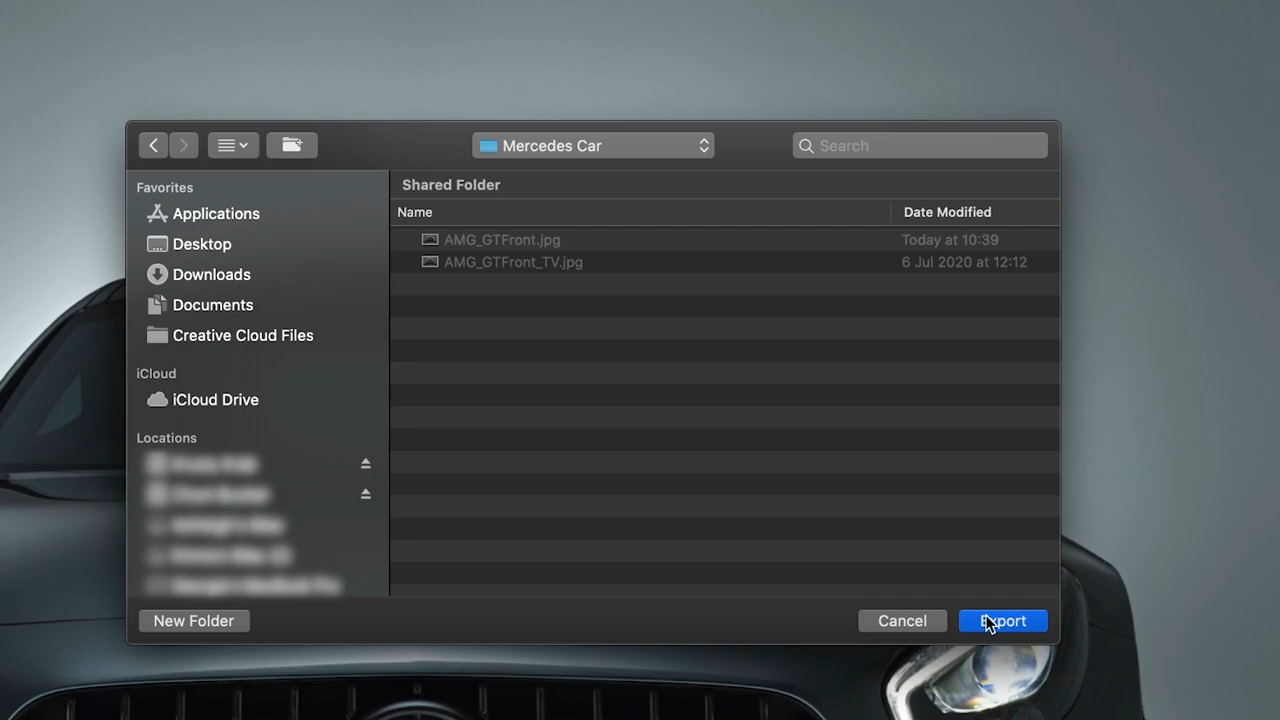 Mercedes Car
Search
Favorites
Shared Folder
Applications
Name
Date Modified
Desktop
AMG_GTFront.jpg
Today at 10:39
AMG_GTFront_TV.jpg
6 Jul 2020 at 12:12
Downloads
Documents
Creative Cloud Files
iCloud
iCloud Drive
Locations
New Folder
Cancel
Export